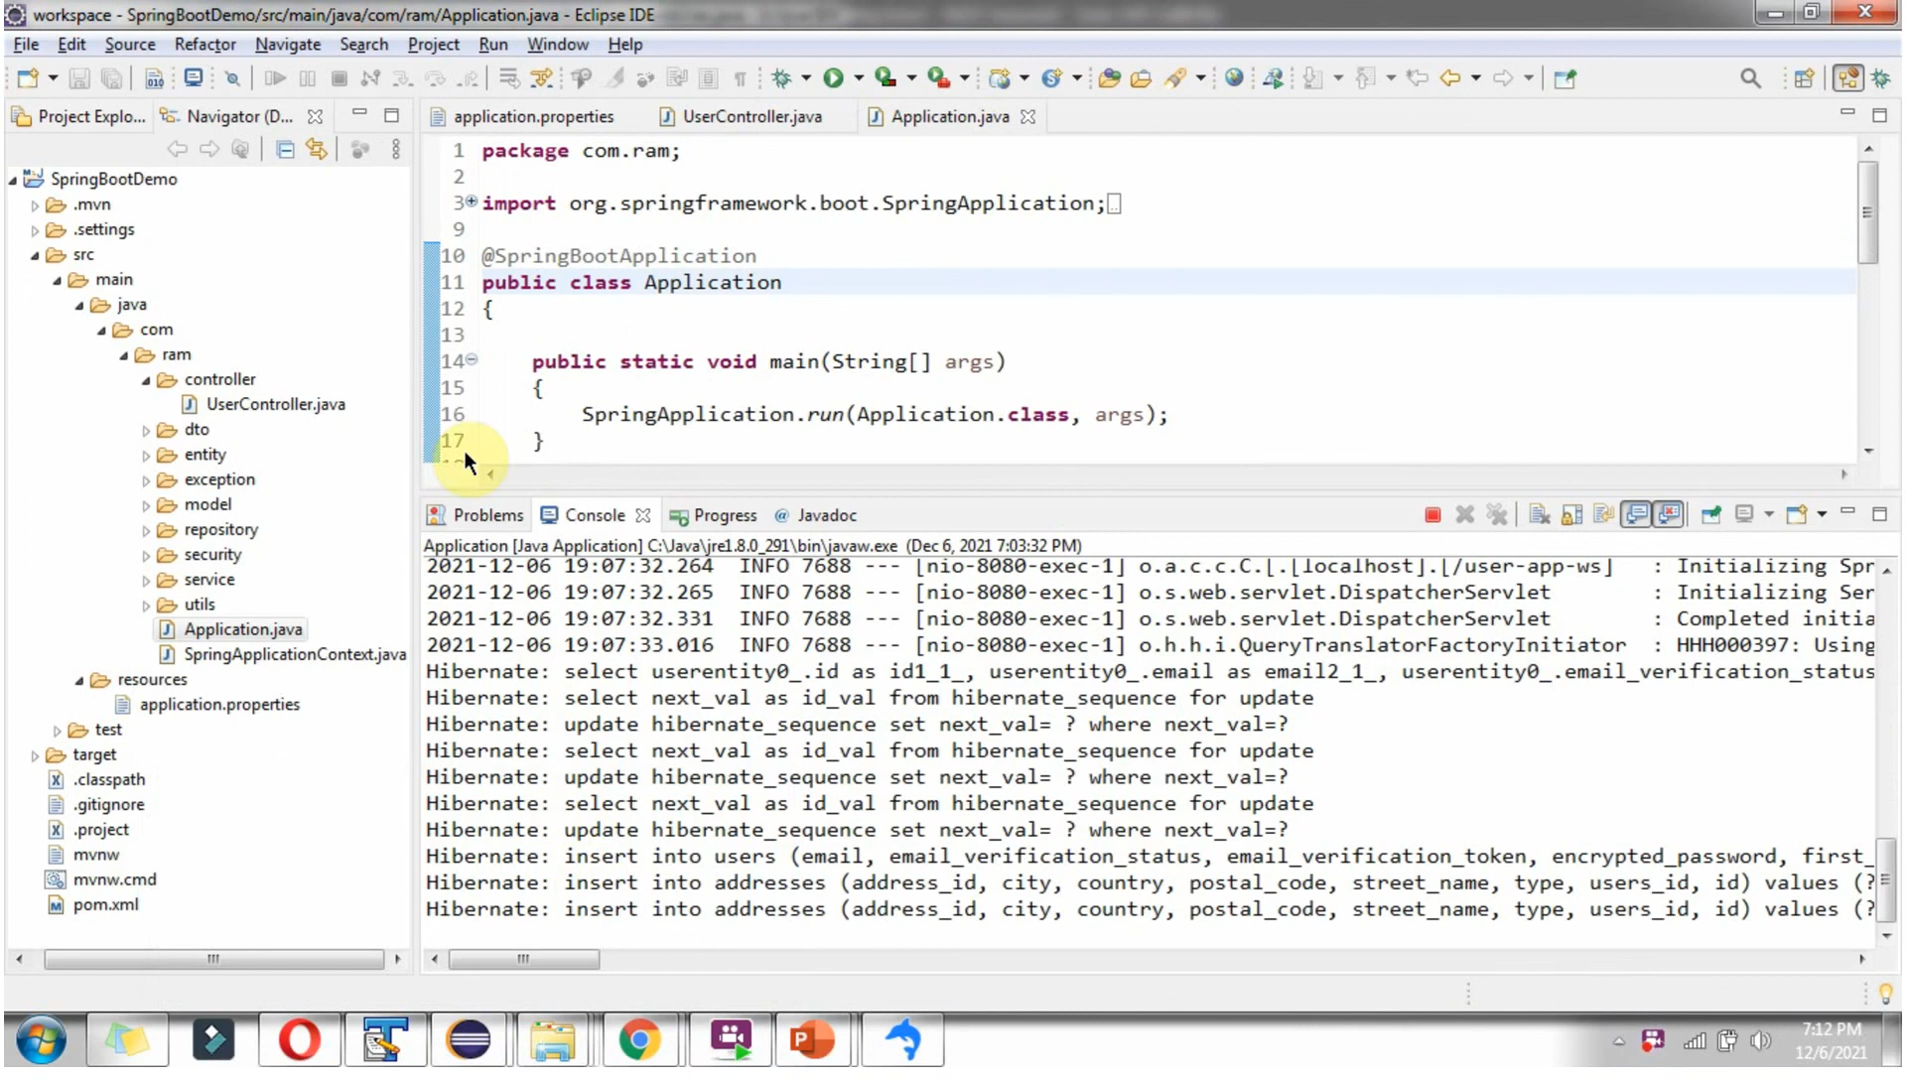 workspace - SpringBootDemo/src/main/java/com/ram/Application.java - Eclipse IDE
File Edit Source Refactor Navigate Search Project Run Window Help
Project Explo... Navigator (D...
SpringBootDemo
.mvn
.settings
src
main
java
com
ram
controller
UserController.java
dto
entity
exception
model
repository
security
service
utils
Application.java
SpringApplicationContext.java
resources
application.properties
test
target
.classpath
.gitignore
.project
mvnw
mvnw.cmd
pom.xml
application.properties UserController.java Application.java
1 package com.ram;
2
3 import org.springframework.boot.SpringApplication;
9
10 @SpringBootApplication
11 public class Application
12 {
13
14 public static void main(String[] args)
15 {
16 SpringApplication.run(Application.class, args);
17 }
Problems Console Progress @ Javadoc
Application [Java Application] C:\Java\jre1.8.0_291\bin\javaw.exe (Dec 6, 2021 7:03:32 PM)
2021-12-06 19:07:32.264 INFO 7688 --- [nio-8080-exec-1] o.a.c.c.C.[.[localhost].[/user-app-ws] : Initializing Spr
2021-12-06 19:07:32.265 INFO 7688 --- [nio-8080-exec-1] o.s.web.servlet.DispatcherServlet : Initializing Ser
2021-12-06 19:07:32.331 INFO 7688 --- [nio-8080-exec-1] o.s.web.servlet.DispatcherServlet : Completed initia
2021-12-06 19:07:33.016 INFO 7688 --- [nio-8080-exec-1] o.h.h.i.QueryTranslatorFactoryInitiator : HHH000397: Using
Hibernate: select userentity0_.id as id1_1_, userentity0_.email as email2_1_, userentity0_.email_verification_status
Hibernate: select next_val as id_val from hibernate_sequence for update
Hibernate: update hibernate_sequence set next_val= ? where next_val=?
Hibernate: select next_val as id_val from hibernate_sequence for update
Hibernate: update hibernate_sequence set next_val= ? where next_val=?
Hibernate: select next_val as id_val from hibernate_sequence for update
Hibernate: update hibernate_sequence set next_val= ? where next_val=?
Hibernate: insert into users (email, email_verification_status, email_verification_token, encrypted_password, first_
Hibernate: insert into addresses (address_id, city, country, postal_code, street_name, type, users_id, id) values (?
Hibernate: insert into addresses (address_id, city, country, postal_code, street_name, type, users_id, id) values (?
7:12 PM
12/6/2021